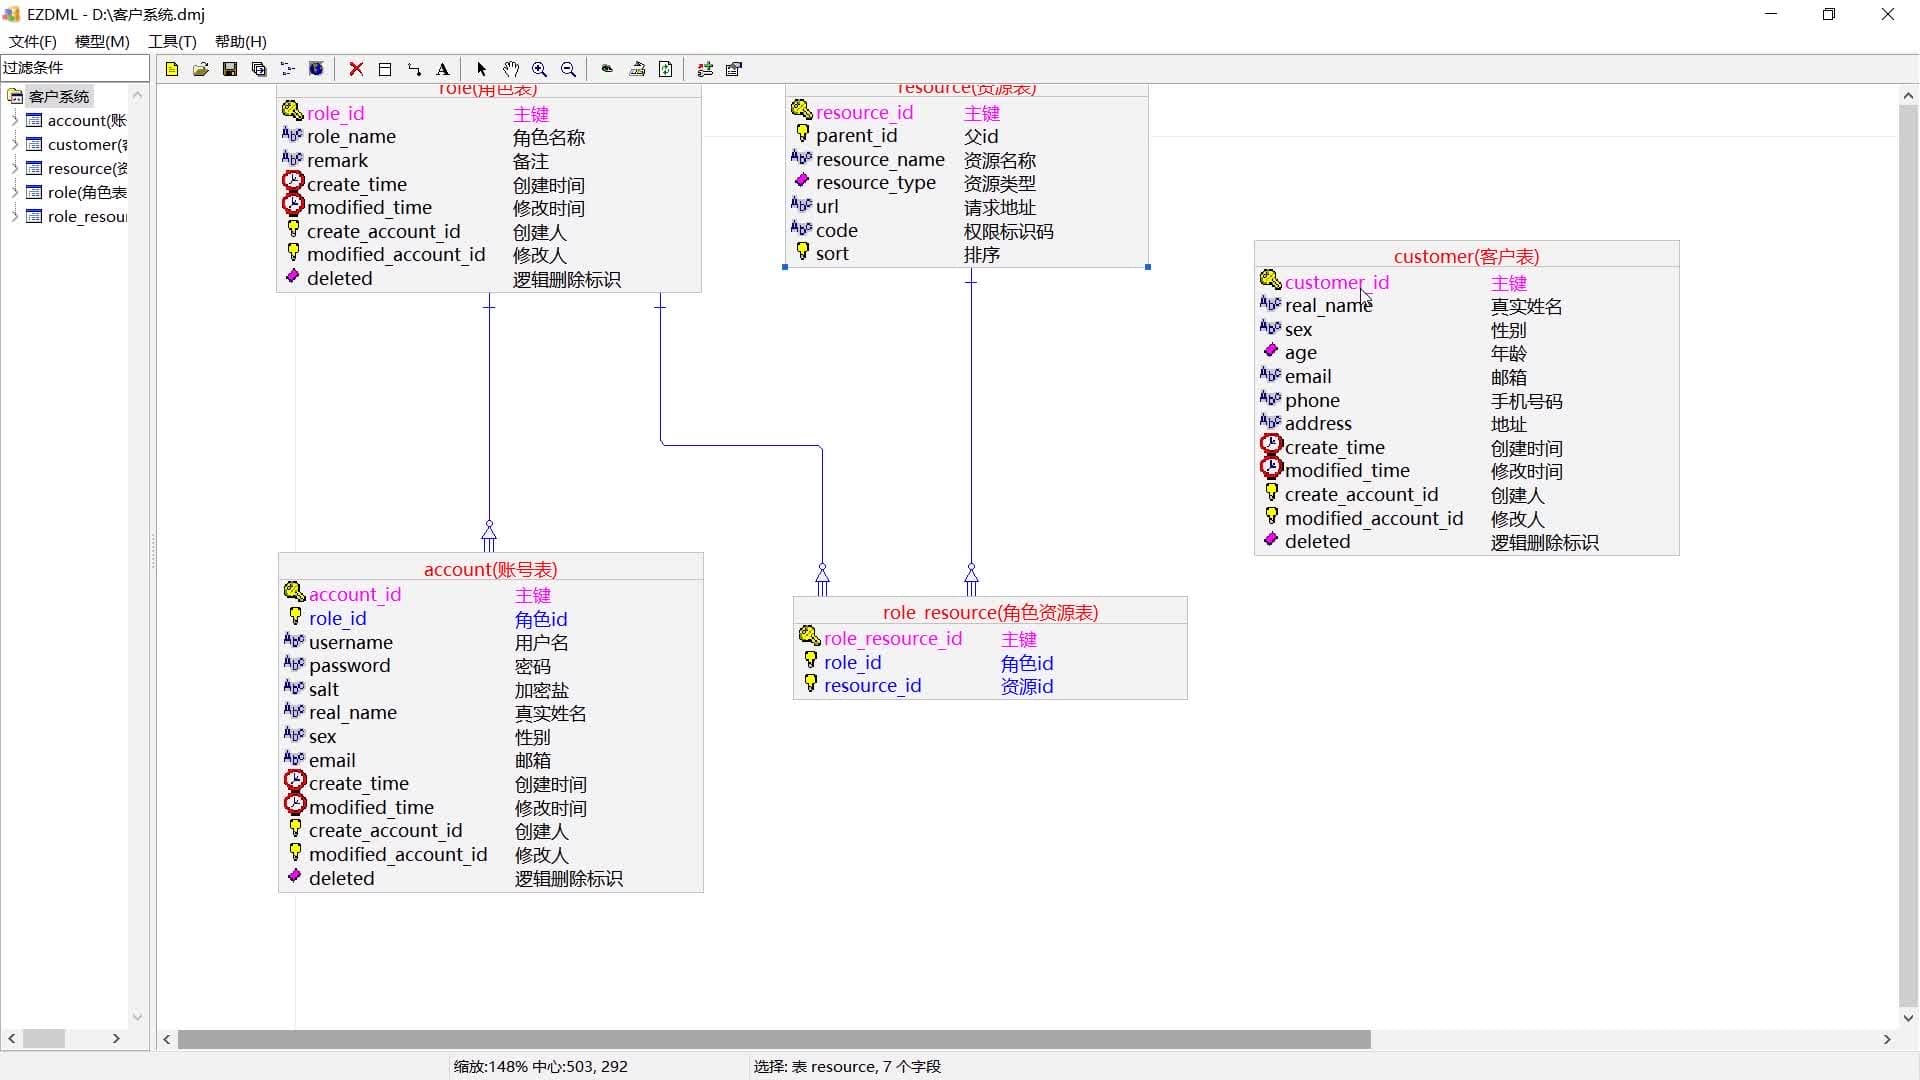 EZDML - D:\客户系统.dmj
文件(F) 模型(M) 工具(T) 帮助(H)
过滤条件
客户系统
account(账
customer(客
resource(资
role(角色表
role_resour
role(角色表)
role_id 主键
role_name 角色名称
remark 备注
create_time 创建时间
modified_time 修改时间
create_account_id 创建人
modified_account_id 修改人
deleted 逻辑删除标识
resource(资源表)
resource_id 主键
parent_id 父id
resource_name 资源名称
resource_type 资源类型
url 请求地址
code 权限标识码
sort 排序
customer(客户表)
customer_id 主键
real_name 真实姓名
sex 性别
age 年龄
email 邮箱
phone 手机号码
address 地址
create_time 创建时间
modified_time 修改时间
create_account_id 创建人
modified_account_id 修改人
deleted 逻辑删除标识
account(账号表)
account_id 主键
role_id 角色id
username 用户名
password 密码
salt 加密盐
real_name 真实姓名
sex 性别
email 邮箱
create_time 创建时间
modified_time 修改时间
create_account_id 创建人
modified_account_id 修改人
deleted 逻辑删除标识
role_resource(角色资源表)
role_resource_id 主键
role_id 角色id
resource_id 资源id
缩放:148% 中心:503, 292
选择: 表 resource, 7 个字段